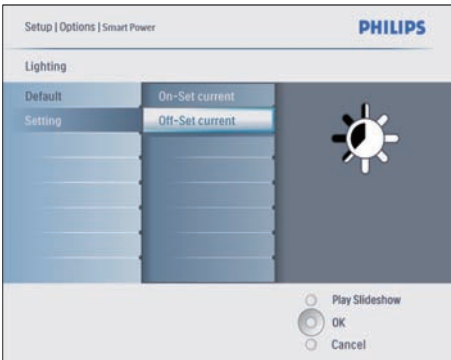 Setup | Options | Smart Power
PHILIPS
Lighting
Default
On-Set current
Setting
Off-Set current
Play Slideshow
OK
Cancel